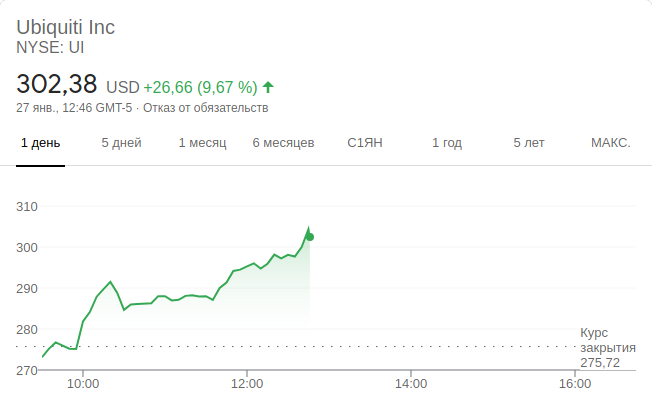 Ubiquiti Inc
NYSE: UI
302,38 USD +26,66 (9,67 %)
27 янв., 12:46 GMT-5 · Отказ от обязательств
1 день 5 дней 1 месяц 6 месяцев С1ЯН 1 год 5 лет МАКС.
310
300
290
280
Курс
закрытия
275,72
270
10:00 12:00 14:00 16:00